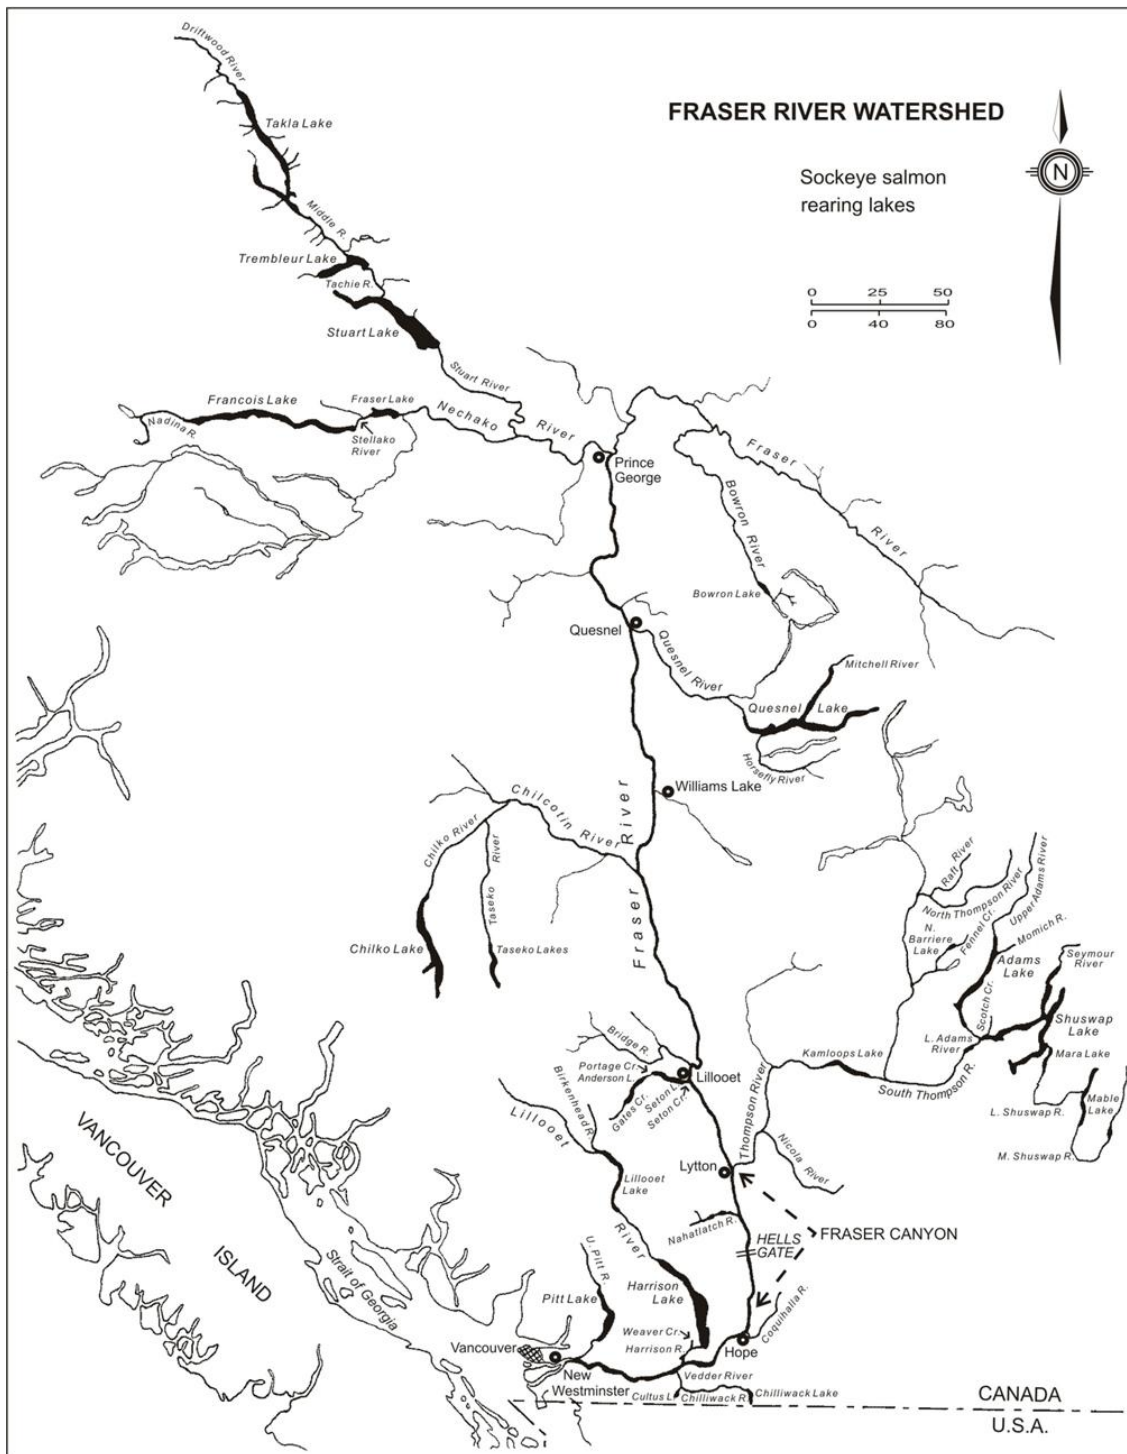 FRASER RIVER WATERSHED
N
Sockeye salmon
rearing lakes
0 25 50
0 40 80
Driftwood River
Takla Lake
Middle R.
Trembleur Lake
Tachie R.
Stuart Lake
Stuart River
Francois Lake
Fraser Lake
Nechako River
Nadina R.
Stellako
River
Prince
George
Fraser River
Bowron River
Bowron Lake
Quesnel
Quesnel River
Mitchell River
Quesnel Lake
Horsefly River
Williams Lake
Chilcotin River
Fraser River
Chilko River
Taseko River
Chilko Lake
Taseko Lakes
Raft River
North Thompson River
Upper Adams River
N.
Barriere
Lake
Fennel Cr.
Momich R.
Adams
Lake
Seymour
River
Scotch Cr.
Shuswap
Lake
L. Adams
River
Mara Lake
Kamloops Lake
South Thompson R.
Mable
Lake
L. Shuswap R.
M. Shuswap R.
Bridge R.
Portage Cr.
Anderson L.
Lillooet
Gates Cr.
Seton L.
Seton Cr.
Birkenhead R.
Lillooet River
Thompson River
Nicola River
Lytton
Lillooet
Lake
Nahatlatch R.
HELLS
GATE
FRASER CANYON
VANCOUVER
ISLAND
Strait of Georgia
U. Pitt R.
Pitt Lake
Harrison
Lake
Coquihalla R.
Weaver Cr.
Harrison R.
Hope
Vancouver
New
Westminster
Vedder River
Cultus L.
Chilliwack R.
Chilliwack Lake
CANADA
U.S.A.